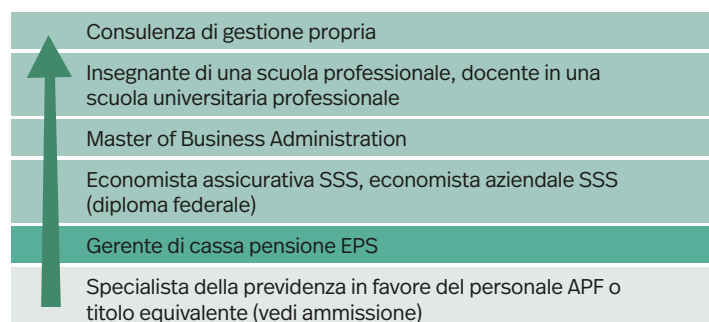 Consulenza di gestione propria
Insegnante di una scuola professionale, docente in una
scuola universitaria professionale
Master of Business Administration
Economista assicurativa SSS, economista aziendale SSS
(diploma federale)
Gerente di cassa pensione EPS
Specialista della previdenza in favore del personale APF o
titolo equivalente (vedi ammissione)